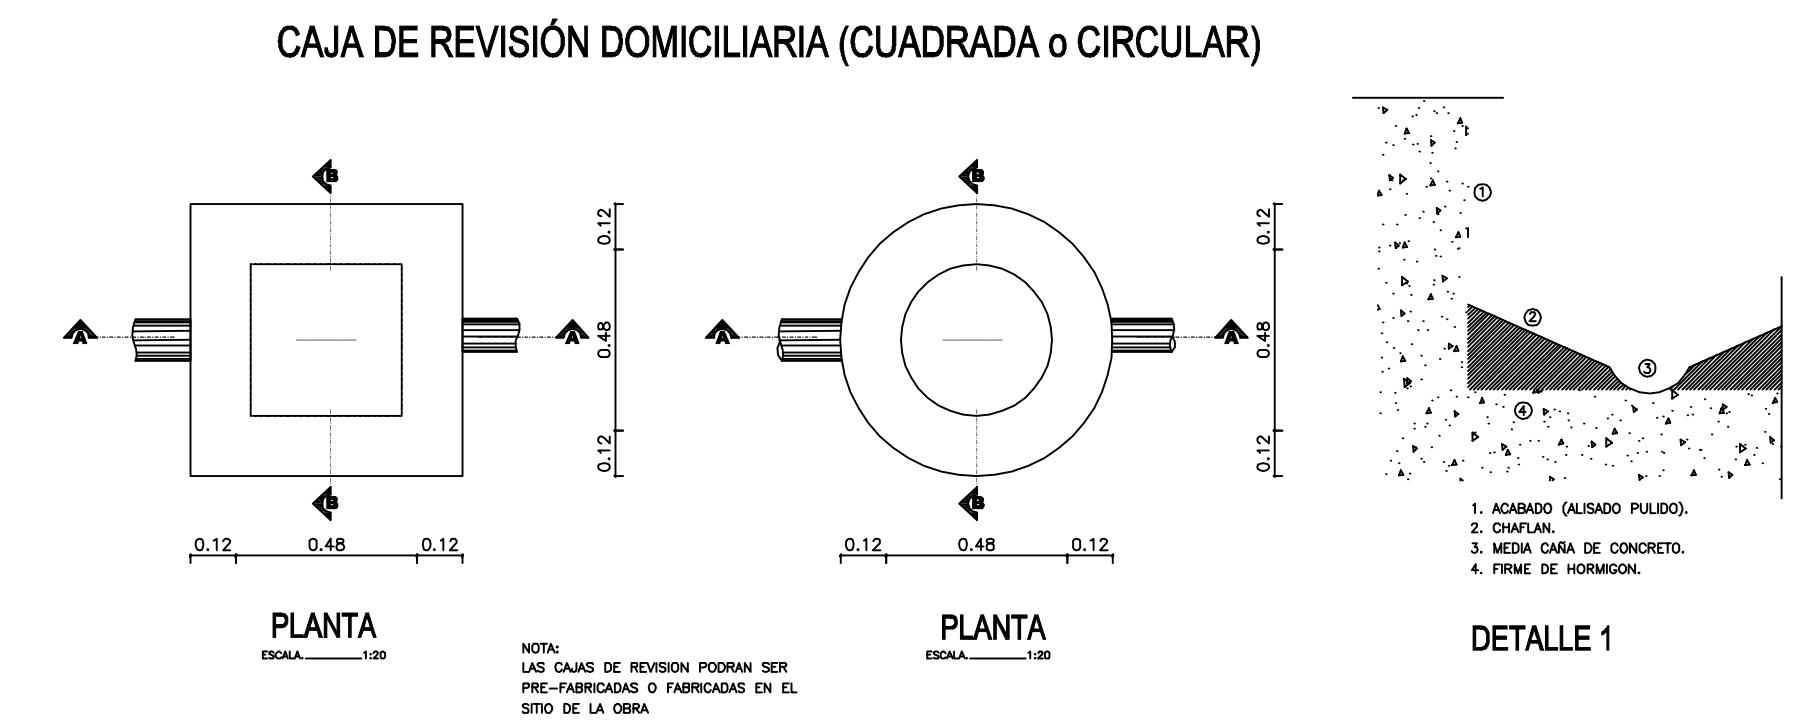 CAJA DE REVISIÓN DOMICILIARIA (CUADRADA o CIRCULAR)
B
A
A
B
0.12
0.48
0.12
0.12 0.48 0.12
PLANTA
ESCALA.__________1:20
NOTA:
LAS CAJAS DE REVISION PODRAN SER
PRE-FABRICADAS O FABRICADAS EN EL
SITIO DE LA OBRA
B
A
A
B
0.12
0.48
0.12
0.12 0.48 0.12
PLANTA
ESCALA.__________1:20
1
2
3
4
1. ACABADO (ALISADO PULIDO).
2. CHAFLAN.
3. MEDIA CAÑA DE CONCRETO.
4. FIRME DE HORMIGON.
DETALLE 1